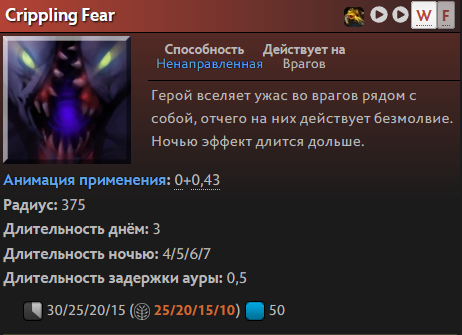 Crippling Fear W F
Способность Действует на
Ненаправленная Врагов
Герой вселяет ужас во врагов рядом с
собой, отчего на них действует безмолвие.
Ночью эффект длится дольше.
Анимация применения: 0+0,43
Радиус: 375
Длительность днём: 3
Длительность ночью: 4/5/6/7
Длительность задержки ауры: 0,5
30/25/20/15 (25/20/15/10) 50